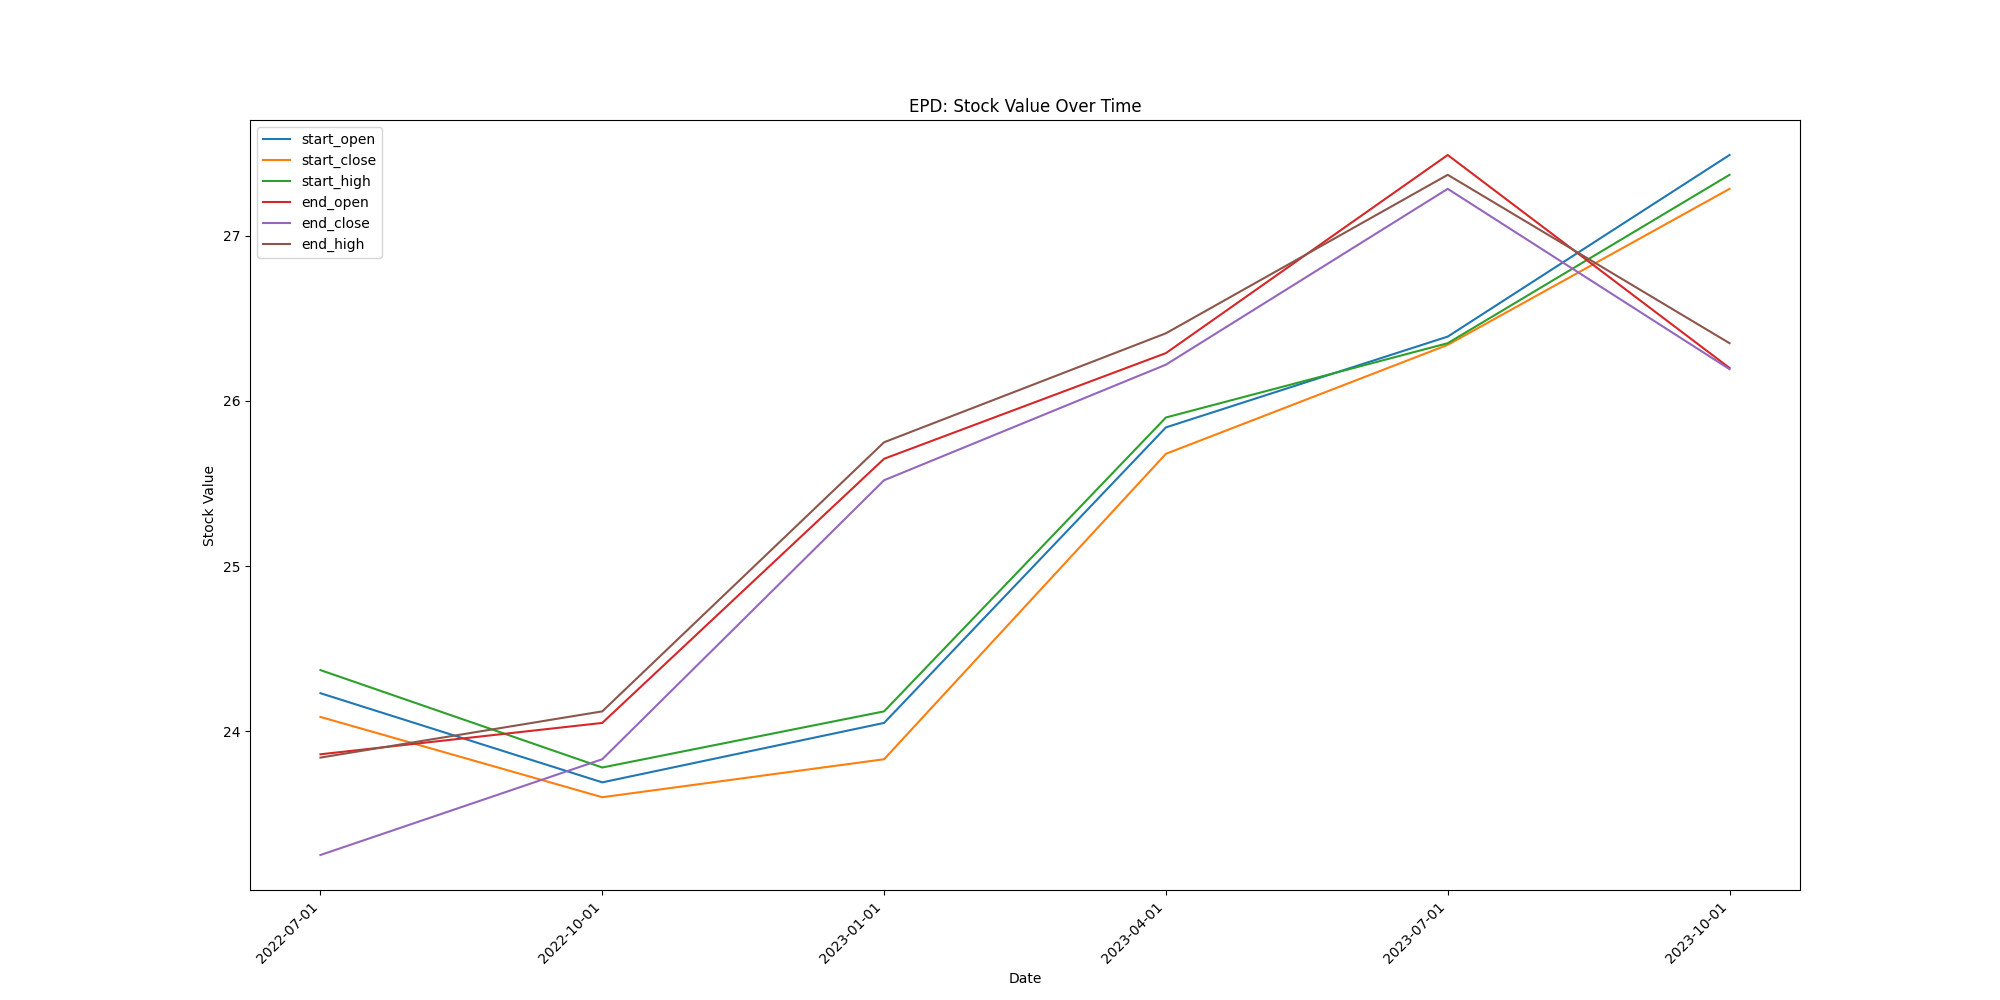 EPD: Stock Value Over Time
start_open
start_close
start_high
end_open
end_close
end_high
27
26
25
24
Stock Value
2022-07-01
2022-10-01
2023-01-01
2023-04-01
2023-07-01
2023-10-01
Date